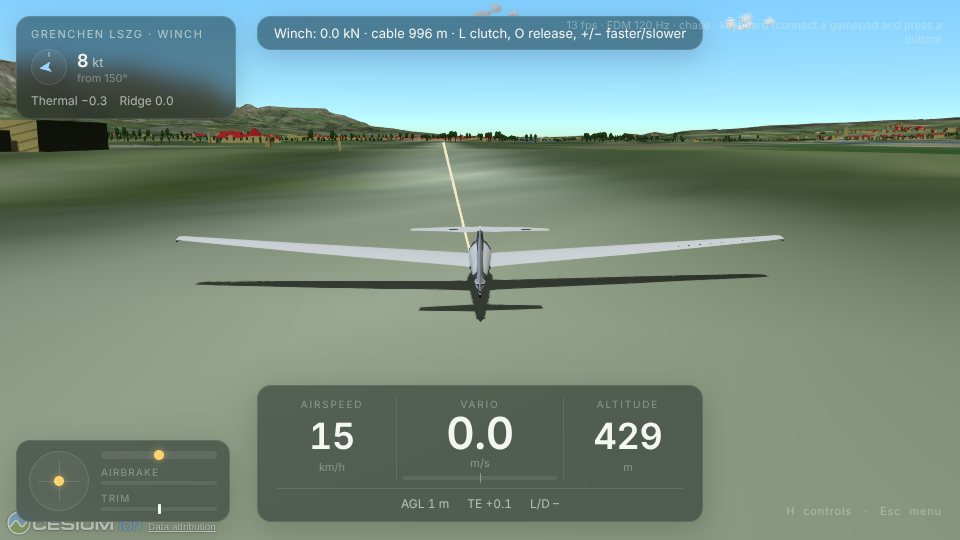 GRENCHEN LSZG · WINCH
8 kt
from 150°
Thermal −0.3 Ridge 0.0
Winch: 0.0 kN · cable 996 m · L clutch, O release, +/− faster/slower
13 fps · FDM 120 Hz · chase · keyboard (connect a gamepad and press a
button)
AIRSPEED
15
km/h
VARIO
0.0
m/s
ALTITUDE
429
m
AGL 1 m TE +0.1 L/D –
AIRBRAKE
TRIM
CESIUM ion Data attribution
H controls · Esc menu